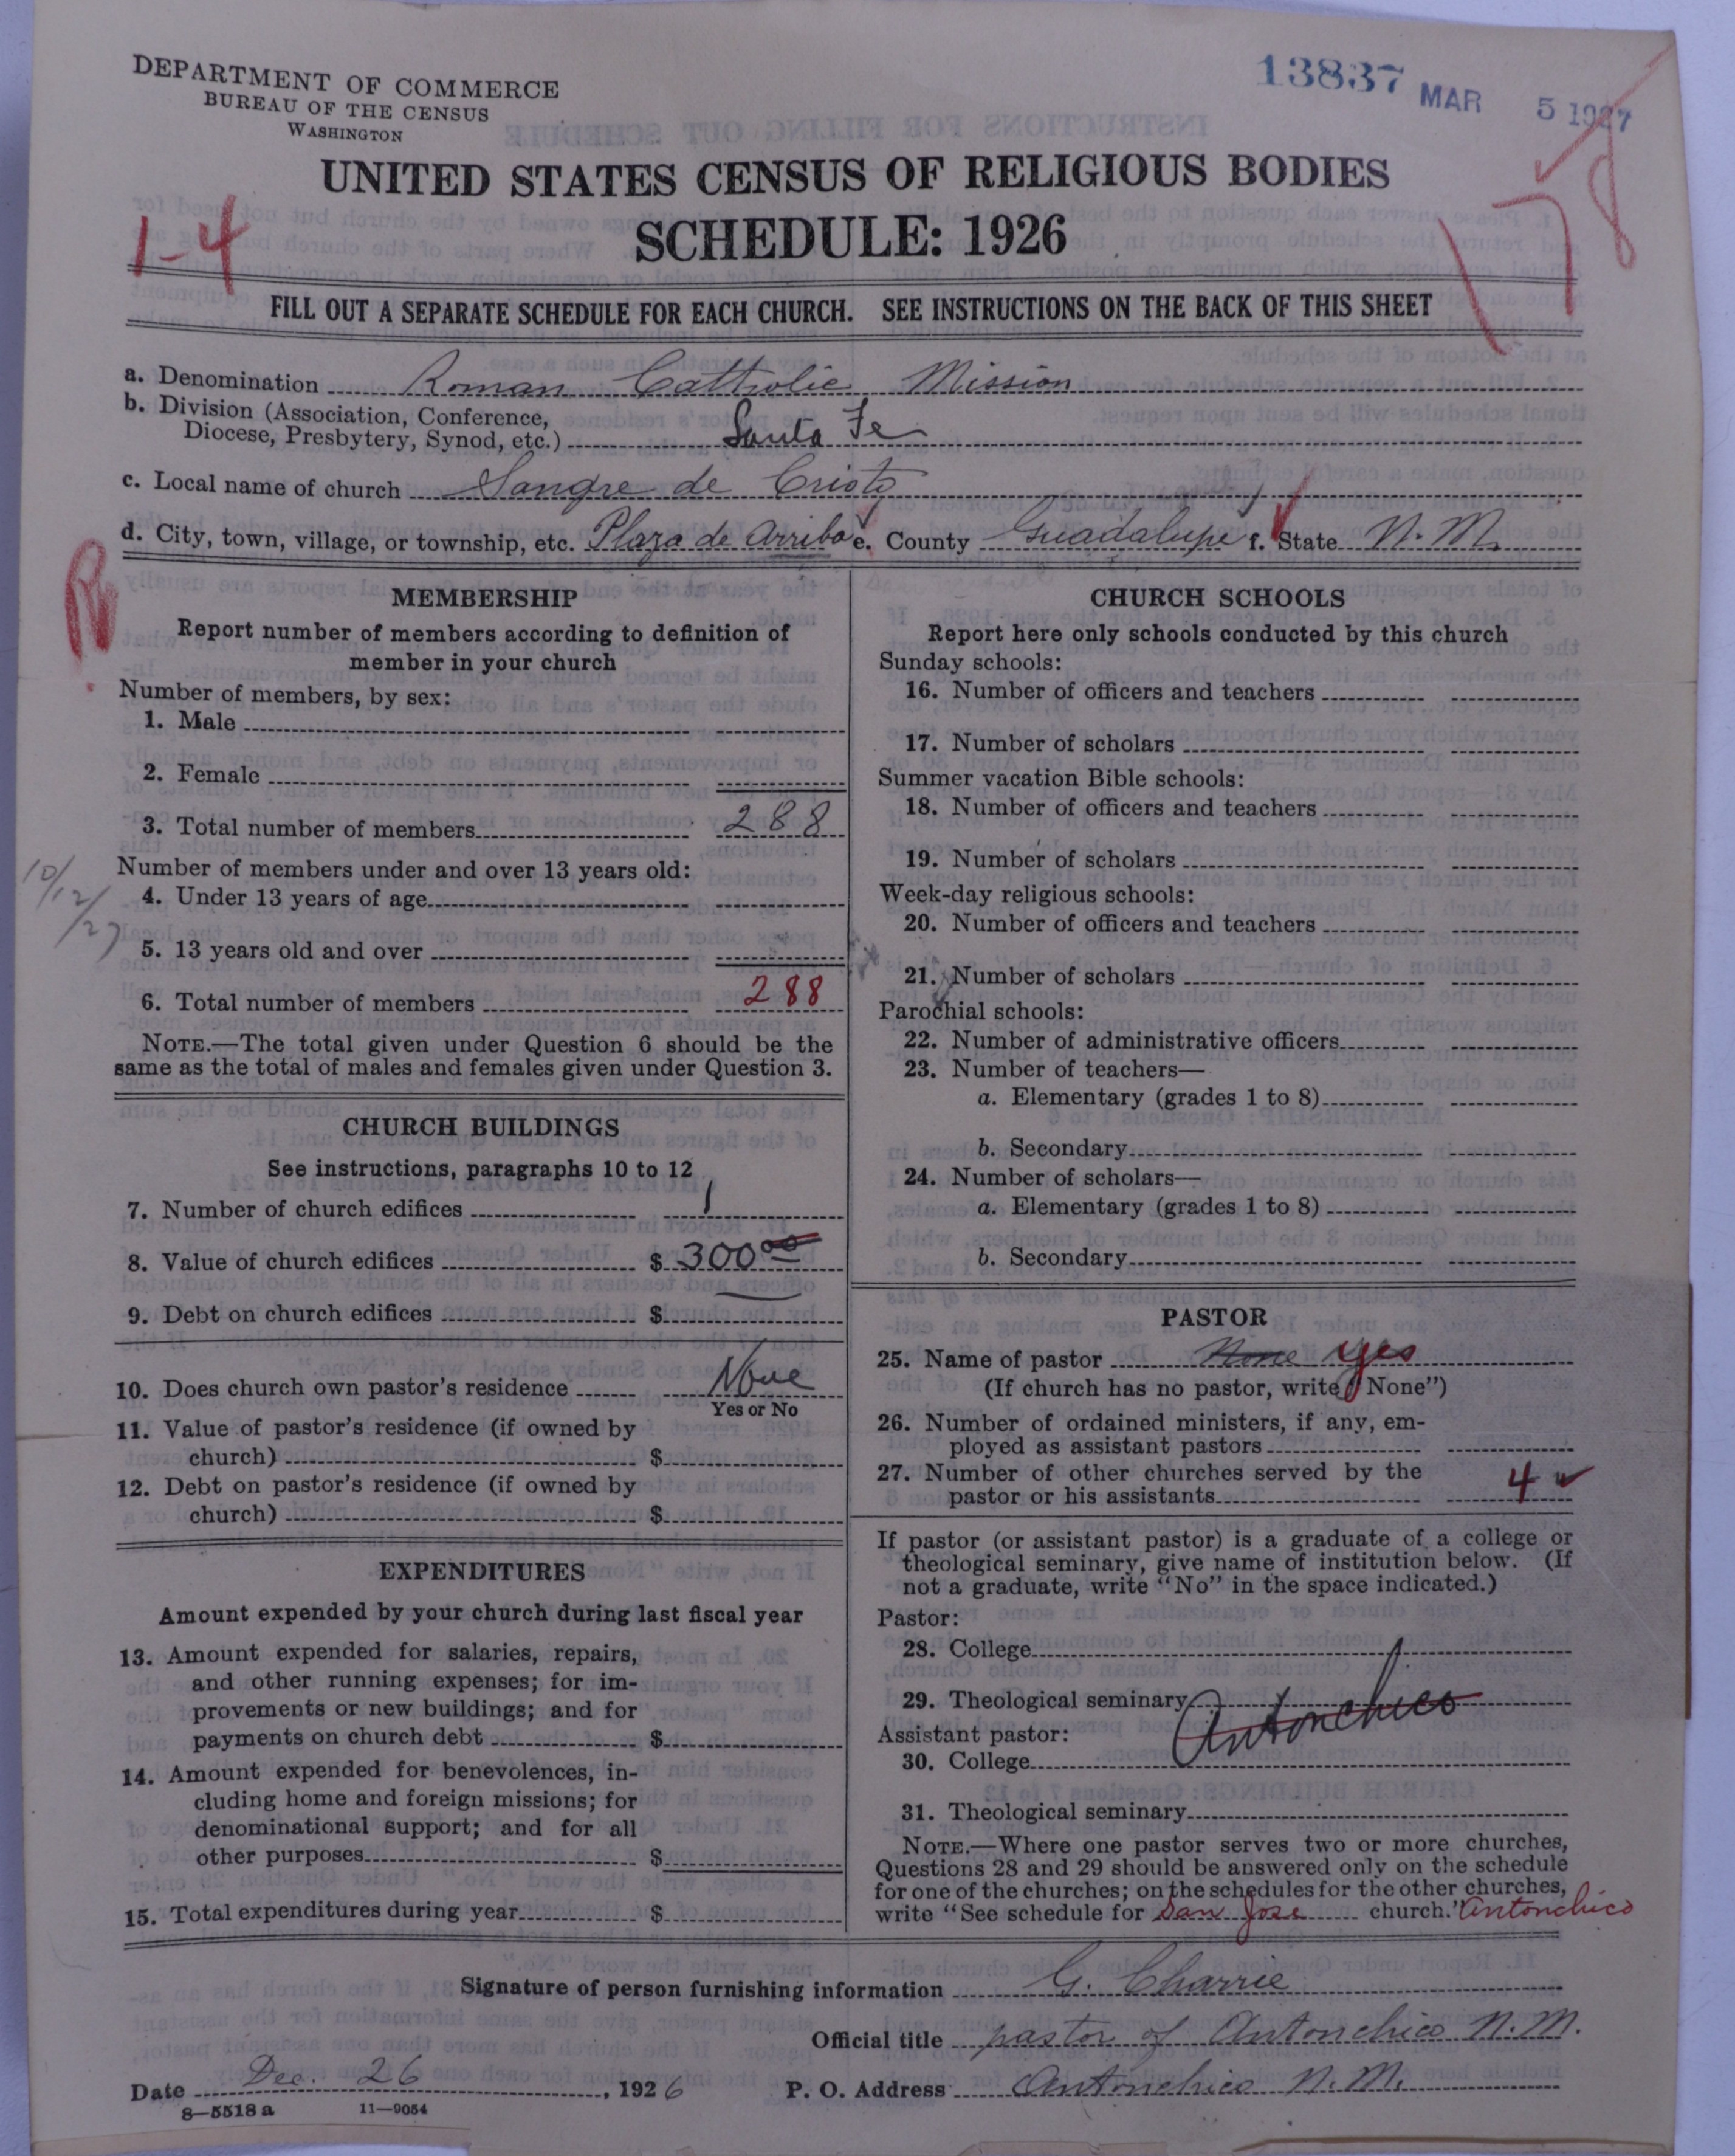 DEPARTMENT OF COMMERCE
BUREAU OF THE CENSUS
WASHINGTON
13837 MAR 5 1927
UNITED STATES CENSUS OF RELIGIOUS BODIES
SCHEDULE: 1926
1-4
FILL OUT A SEPARATE SCHEDULE FOR EACH CHURCH. SEE INSTRUCTIONS ON THE BACK OF THIS SHEET
a. Denomination Roman Catholic Mission
b. Division (Association, Conference,
Diocese, Presbytery, Synod, etc.) Santa Fe
c. Local name of church Sangre de Cristo
d. City, town, village, or township, etc. Plaza de Arriba e. County Guadalupe f. State N. M.
MEMBERSHIP
Report number of members according to definition of
member in your church
Number of members, by sex:
1. Male
2. Female
3. Total number of members 288
Number of members under and over 13 years old:
10/12/27
4. Under 13 years of age
5. 13 years old and over
6. Total number of members 288
NOTE.—The total given under Question 6 should be the
same as the total of males and females given under Question 3.
CHURCH BUILDINGS
See instructions, paragraphs 10 to 12
7. Number of church edifices 1
8. Value of church edifices $ 300 00
9. Debt on church edifices $
10. Does church own pastor's residence None
Yes or No
11. Value of pastor's residence (if owned by
church) $
12. Debt on pastor's residence (if owned by
church) $
EXPENDITURES
Amount expended by your church during last fiscal year
13. Amount expended for salaries, repairs,
and other running expenses; for im-
provements or new buildings; and for
payments on church debt $
14. Amount expended for benevolences, in-
cluding home and foreign missions; for
denominational support; and for all
other purposes $
15. Total expenditures during year $
CHURCH SCHOOLS
Report here only schools conducted by this church
Sunday schools:
16. Number of officers and teachers
17. Number of scholars
Summer vacation Bible schools:
18. Number of officers and teachers
19. Number of scholars
Week-day religious schools:
20. Number of officers and teachers
21. Number of scholars
Parochial schools:
22. Number of administrative officers
23. Number of teachers—
a. Elementary (grades 1 to 8)
b. Secondary
24. Number of scholars—
a. Elementary (grades 1 to 8)
b. Secondary
PASTOR
25. Name of pastor None yes
(If church has no pastor, write "None")
26. Number of ordained ministers, if any, em-
ployed as assistant pastors
27. Number of other churches served by the
pastor or his assistants 4
If pastor (or assistant pastor) is a graduate of a college or
theological seminary, give name of institution below. (If
not a graduate, write "No" in the space indicated.)
Pastor:
28. College
29. Theological seminary
Antonchico
Assistant pastor:
30. College
31. Theological seminary
NOTE.—Where one pastor serves two or more churches,
Questions 28 and 29 should be answered only on the schedule
for one of the churches; on the schedules for the other churches,
write "See schedule for San Jose church." Antonchico
Signature of person furnishing information G. Charrie
Official title pastor of Antonchico N. M.
Date Dec. 26, 1926 P. O. Address Antonchico N. M.
8—5518 a 11—9054